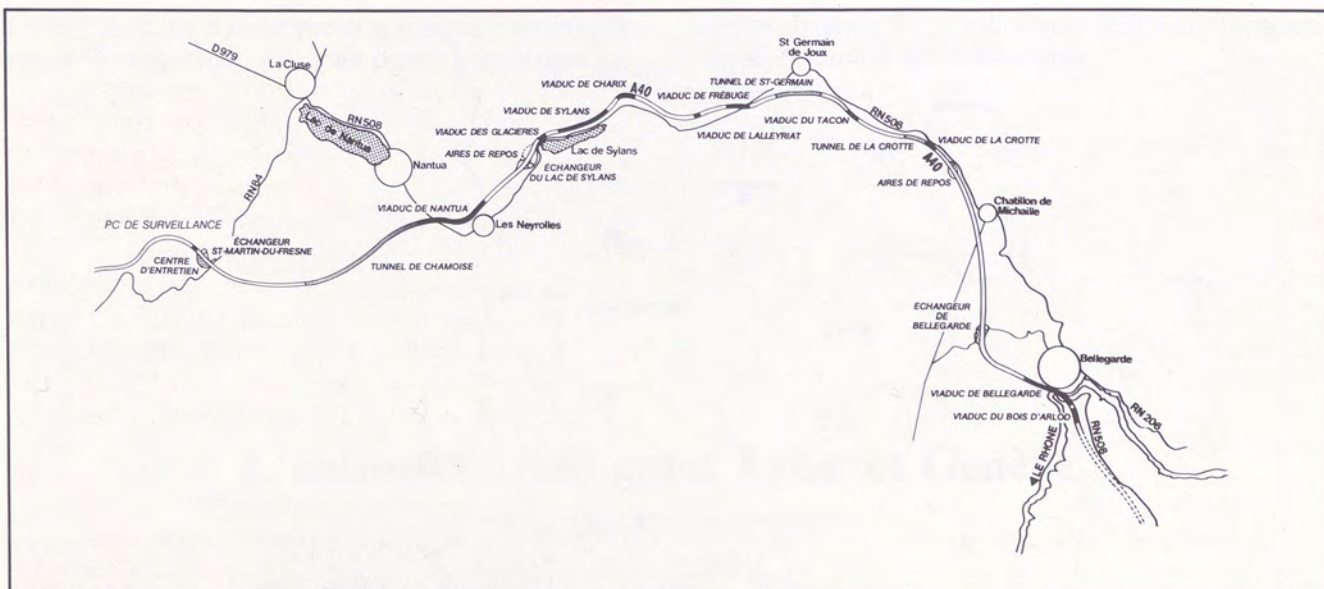 D979
La Cluse
Lac de Nantua
RN508
Nantua
RN84
PC DE SURVEILLANCE
ÉCHANGEUR
ST-MARTIN-DU-FRESNE
CENTRE
D'ENTRETIEN
TUNNEL DE CHAMOISE
VIADUC DE NANTUA
Les Neyrolles
AIRES DE REPOS
ÉCHANGEUR
DU LAC DE SYLANS
Lac de Sylans
VIADUC DES GLACIERES
VIADUC DE SYLANS
VIADUC DE CHARIX
A40
VIADUC DE FRÉBUGE
VIADUC DE LALLEYRIAT
TUNNEL DE ST-GERMAIN
St Germain
de Joux
VIADUC DU TACON
RN508
TUNNEL DE LA CROTTE
VIADUC DE LA CROTTE
A40
AIRES DE REPOS
Chatillon de
Michaille
ÉCHANGEUR
DE
BELLEGARDE
Bellegarde
VIADUC DE BELLEGARDE
VIADUC DU BOIS D'ARLOD
RN 206
RN508
LE RHONE